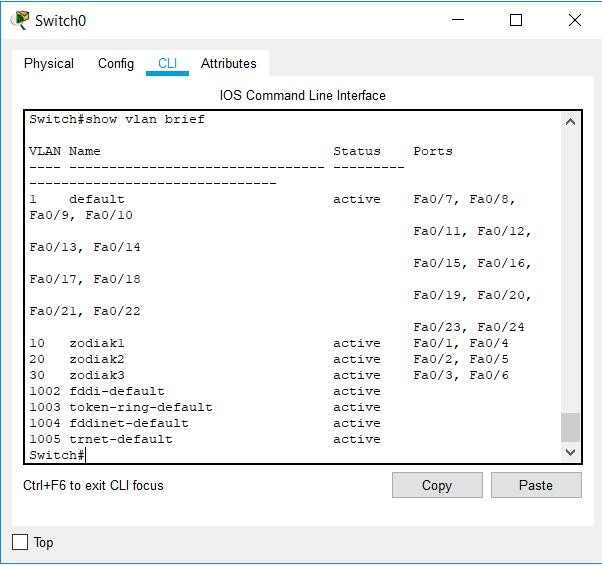 Switch0
Physical Config CLI Attributes
IOS Command Line Interface
Switch#show vlan brief
VLAN Name                             Status    Ports
---- -------------------------------- ---------
-------------------------------
1    default                          active    Fa0/7, Fa0/8,
Fa0/9, Fa0/10
                                                Fa0/11, Fa0/12,
Fa0/13, Fa0/14
                                                Fa0/15, Fa0/16,
Fa0/17, Fa0/18
                                                Fa0/19, Fa0/20,
Fa0/21, Fa0/22
                                                Fa0/23, Fa0/24
10   zodiak1                          active    Fa0/1, Fa0/4
20   zodiak2                          active    Fa0/2, Fa0/5
30   zodiak3                          active    Fa0/3, Fa0/6
1002 fddi-default                     active
1003 token-ring-default               active
1004 fddinet-default                  active
1005 trnet-default                    active
Switch#
Ctrl+F6 to exit CLI focus
Copy Paste
Top